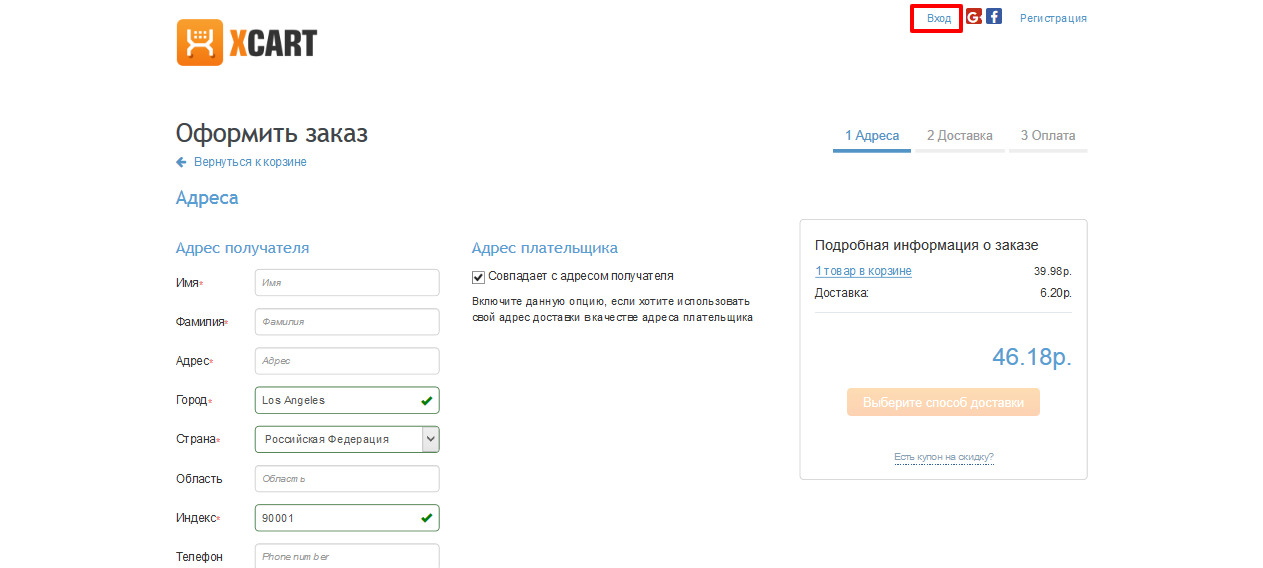 Вход
Регистрация
XCART
Оформить заказ
1 Адреса 2 Доставка 3 Оплата
Вернуться к корзине
Адреса
Адрес получателя
Имя* Имя
Фамилия* Фамилия
Адрес* Адрес
Город* Los Angeles
Страна* Российская Федерация
Область Область
Индекс* 90001
Телефон Phone number
Адрес плательщика
Совпадает с адресом получателя
Включите данную опцию, если хотите использовать
свой адрес доставки в качестве адреса плательщика
Подробная информация о заказе
1 товар в корзине 39.98р.
Доставка: 6.20р.
46.18р.
Выберите способ доставки
Есть купон на скидку?